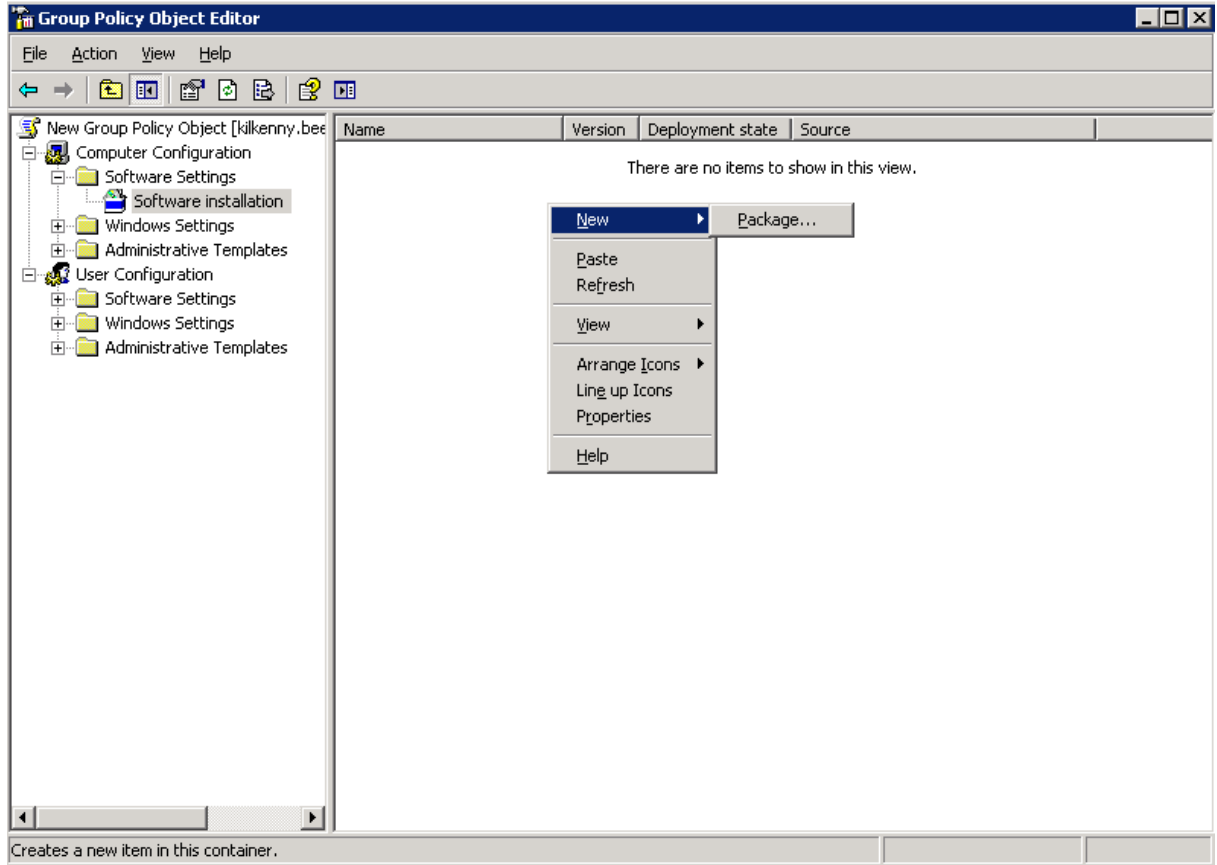 Group Policy Object Editor
File Action View Help
New Group Policy Object [kilkenny.bee
Computer Configuration
Software Settings
Software installation
Windows Settings
Administrative Templates
User Configuration
Software Settings
Windows Settings
Administrative Templates
Name Version Deployment state Source
There are no items to show in this view.
New Package...
Paste
Refresh
View
Arrange Icons
Line up Icons
Properties
Help
Creates a new item in this container.